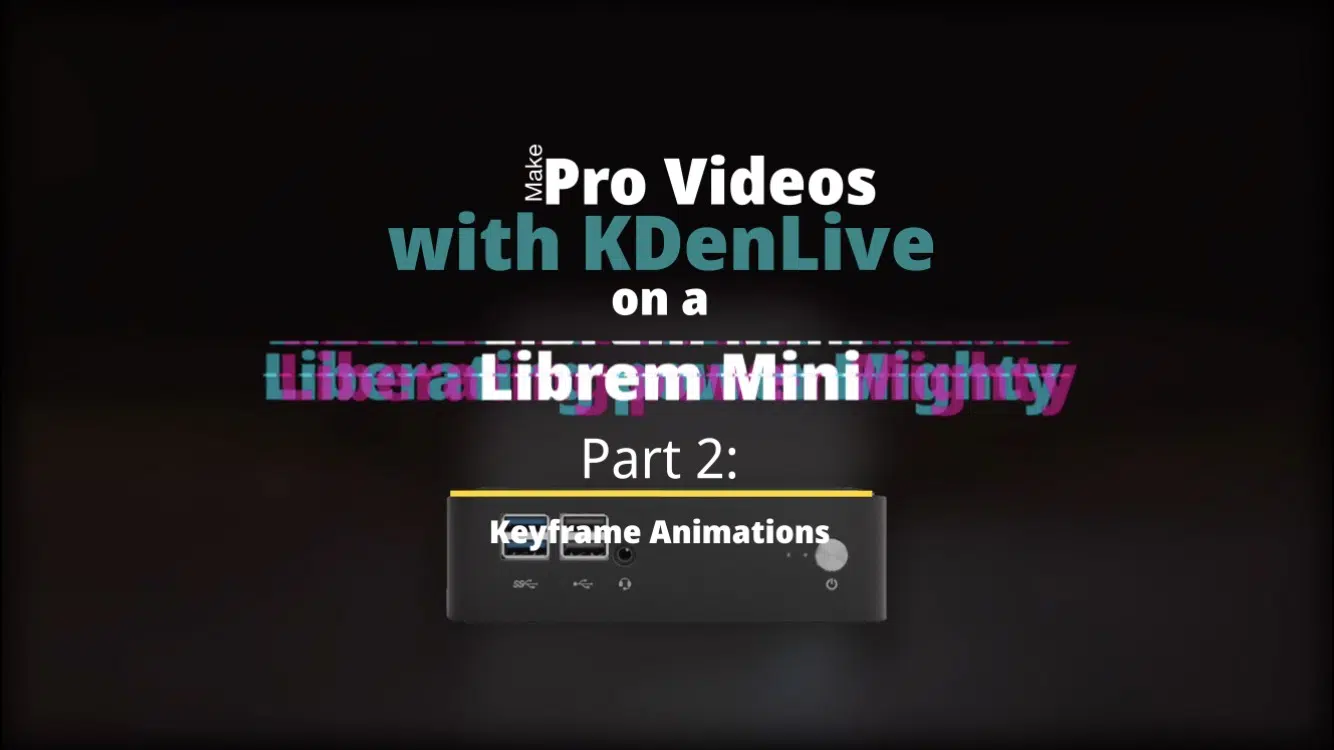 Make
Pro Videos
with KDenLive
on a
Librem Mini
Part 2:
Keyframe Animations